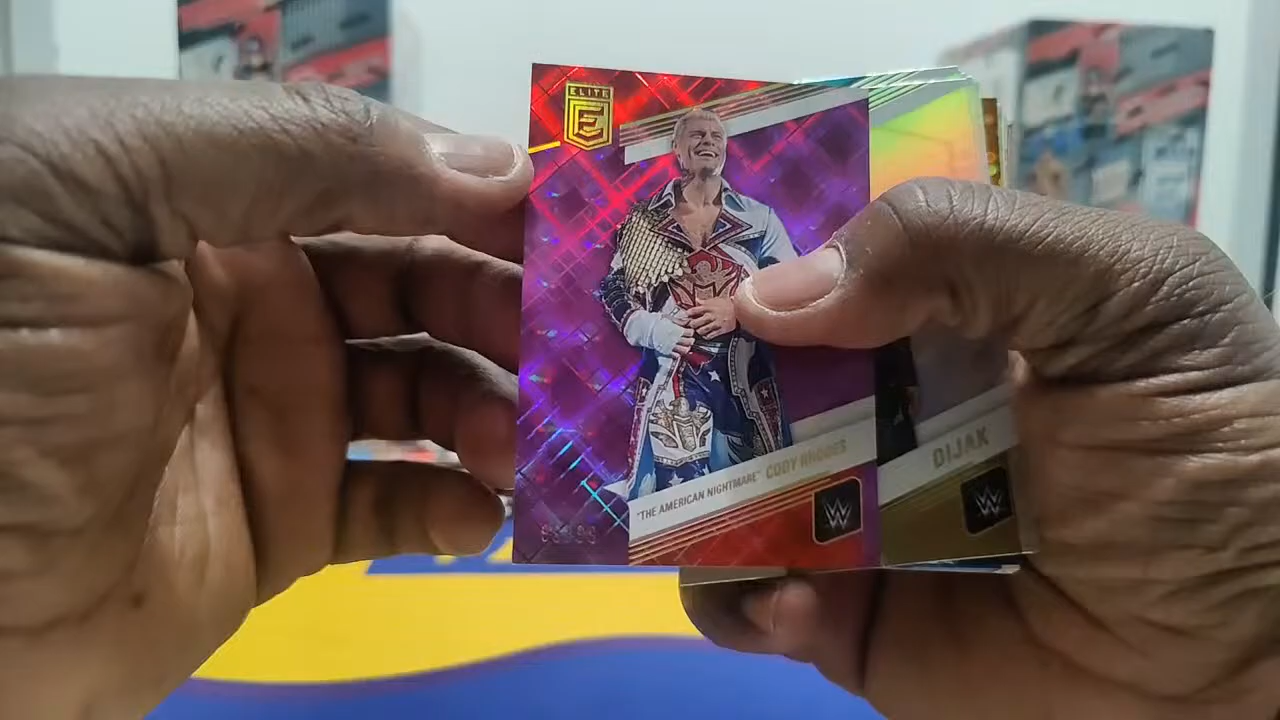 ELITE
E
"THE AMERICAN NIGHTMARE" CODY RHODES
W
DIJAK
W